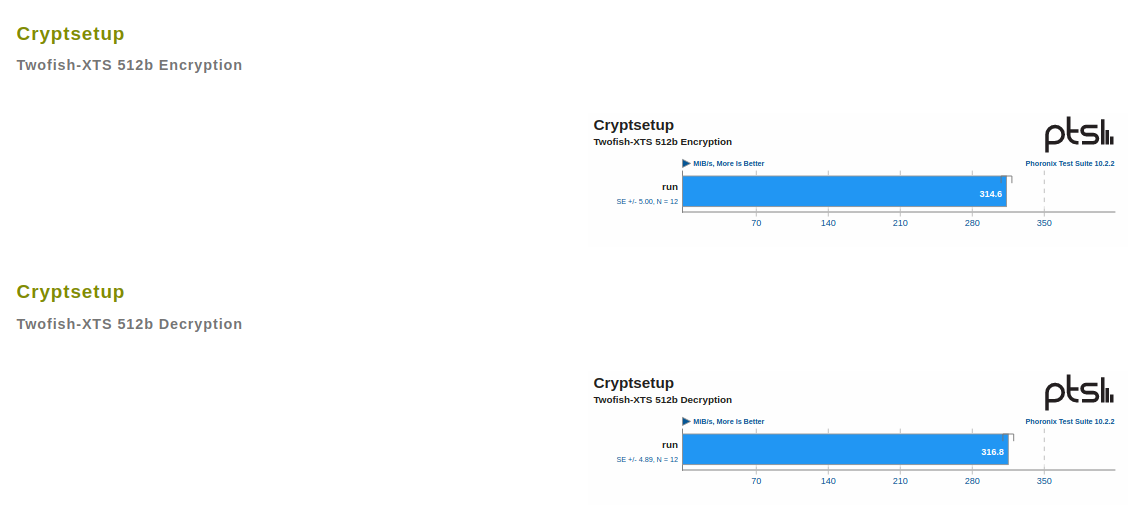 Cryptsetup
Twofish-XTS 512b Encryption
Cryptsetup
Twofish-XTS 512b Encryption
ptsl
MiB/s, More Is Better
Phoronix Test Suite 10.2.2
run
314.6
SE +/- 5.00, N = 12
70 140 210 280 350
Cryptsetup
Twofish-XTS 512b Decryption
Cryptsetup
Twofish-XTS 512b Decryption
ptsl
MiB/s, More Is Better
Phoronix Test Suite 10.2.2
run
316.8
SE +/- 4.89, N = 12
70 140 210 280 350